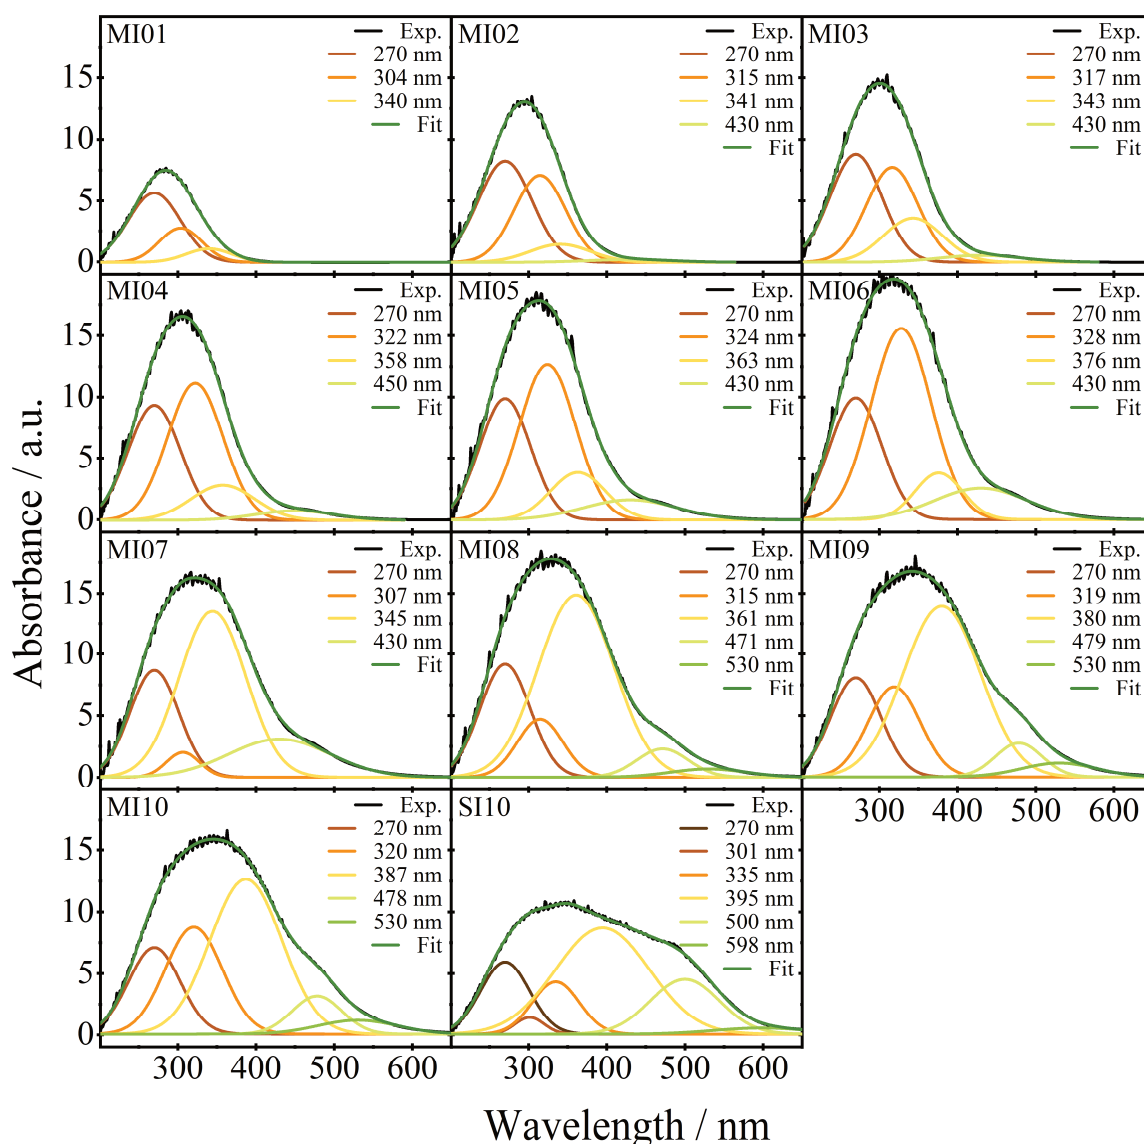 MI01
Exp.
270 nm
304 nm
340 nm
Fit
MI02
Exp.
270 nm
315 nm
341 nm
430 nm
Fit
MI03
Exp.
270 nm
317 nm
343 nm
430 nm
Fit
15
10
5
0
MI04
Exp.
270 nm
322 nm
358 nm
450 nm
Fit
MI05
Exp.
270 nm
324 nm
363 nm
430 nm
Fit
MI06
Exp.
270 nm
328 nm
376 nm
430 nm
Fit
15
10
5
0
MI07
Exp.
270 nm
307 nm
345 nm
430 nm
Fit
MI08
Exp.
270 nm
315 nm
361 nm
471 nm
530 nm
Fit
MI09
Exp.
270 nm
319 nm
380 nm
479 nm
530 nm
Fit
15
10
5
0
300 400 500 600
MI10
Exp.
270 nm
320 nm
387 nm
478 nm
530 nm
Fit
SI10
Exp.
270 nm
301 nm
335 nm
395 nm
500 nm
598 nm
Fit
15
10
5
0
300 400 500 600
300 400 500 600
Absorbance / a.u.
Wavelength / nm